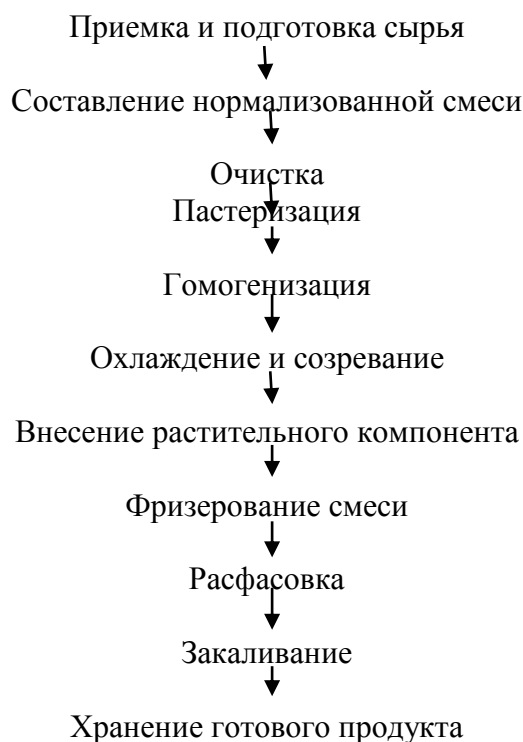 Приемка и подготовка сырья
Составление нормализованной смеси
Очистка
Пастеризация
Гомогенизация
Охлаждение и созревание
Внесение растительного компонента
Фризерование смеси
Расфасовка
Закаливание
Хранение готового продукта